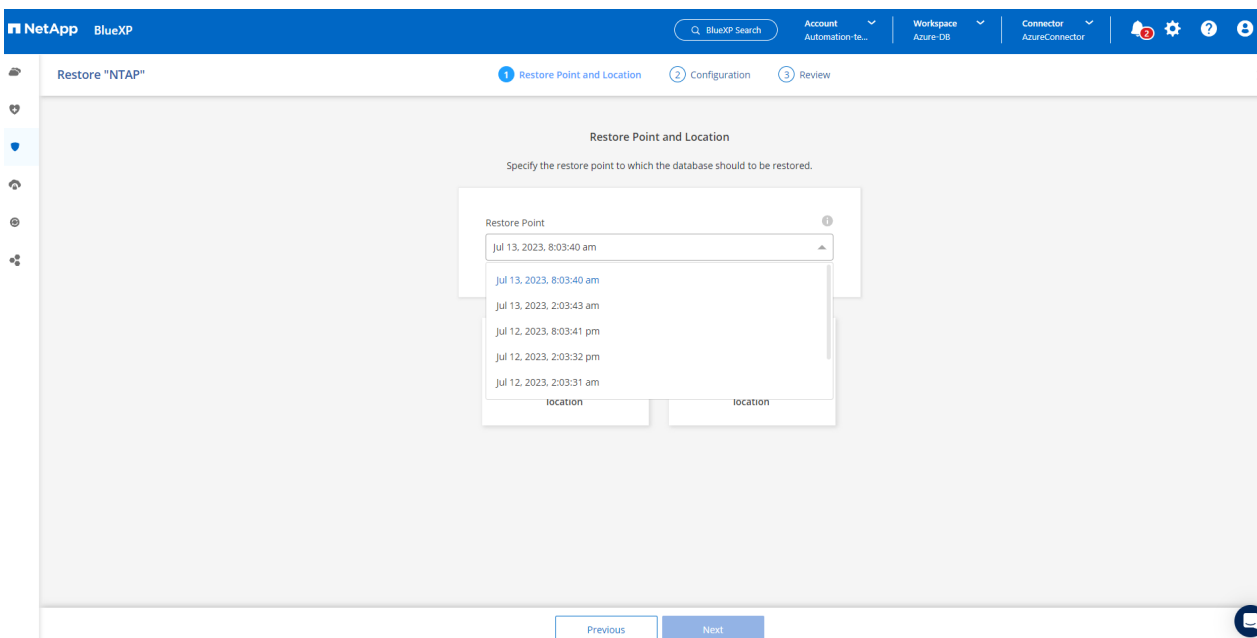 NetApp BlueXP
BlueXP Search
Account
Automation-te...
Workspace
Azure-DB
Connector
AzureConnector
2
Restore "NTAP"
1 Restore Point and Location
2 Configuration
3 Review
Restore Point and Location
Specify the restore point to which the database should to be restored.
Restore Point
Jul 13, 2023, 8:03:40 am
Jul 13, 2023, 8:03:40 am
Jul 13, 2023, 2:03:43 am
Jul 12, 2023, 8:03:41 pm
Jul 12, 2023, 2:03:32 pm
Jul 12, 2023, 2:03:31 am
location
location
Previous
Next